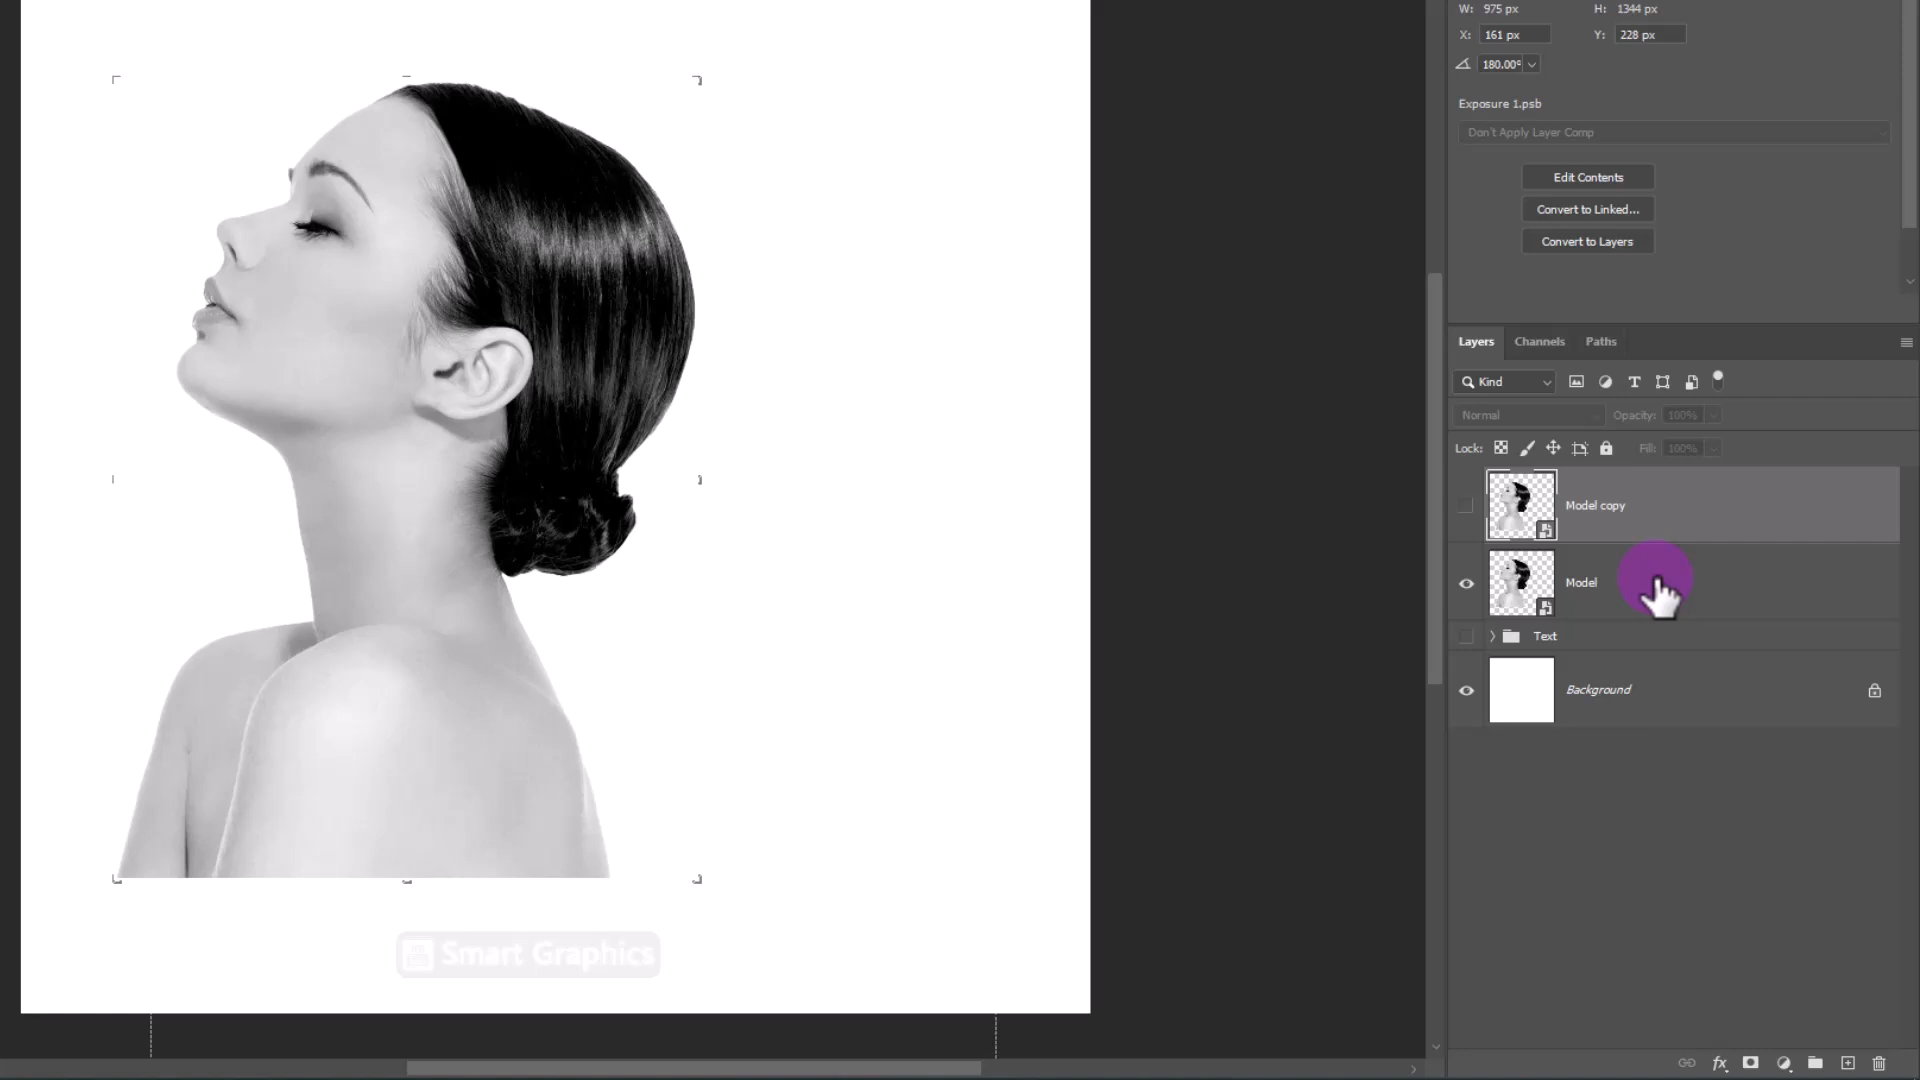 W: 975 px H: 1344 px
X: 161 px Y: 228 px
180.00°
Exposure 1.psb
Don't Apply Layer Comp
Edit Contents
Convert to Linked...
Convert to Layers
Layers Channels Paths
Kind
Normal Opacity: 100%
Lock: Fill: 100%
Model copy
Model
Text
Background
Smart Graphics
fx